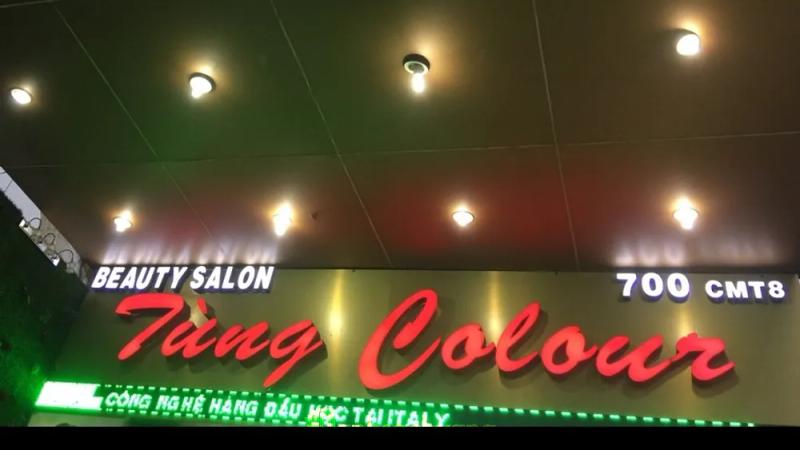 BEAUTY SALON
700 CMT8
Tùng Colour
CÔNG NGHỆ HÀNG ĐẦU HỌC TẠI ITALY